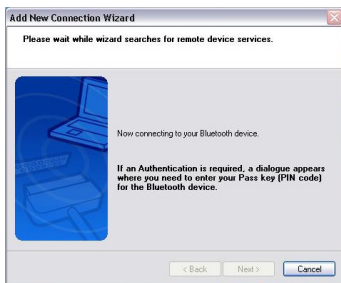 Add New Connection Wizard
Please wait while wizard searches for remote device services.
Now connecting to your Bluetooth device.
If an Authentication is required, a dialogue appears
where you need to enter your Pass key (PIN code)
for the Bluetooth device.
< Back Next > Cancel